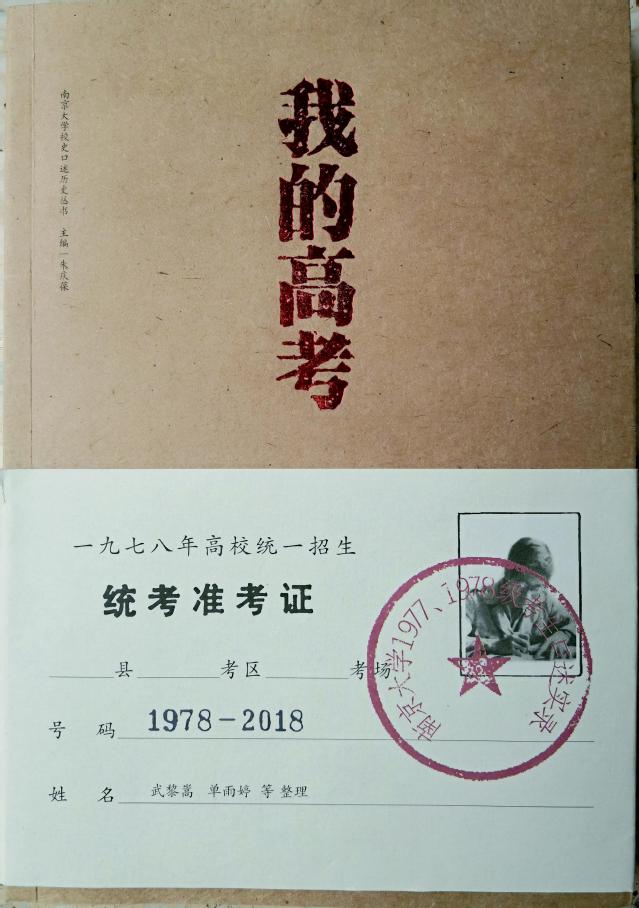 我的高考
南京大学校史口述历史丛书 主编|朱庆葆
一九七八年高校统一招生
统考准考证
县 考区 考场
号 码 1978-2018
姓 名 武黎嵩 单雨婷 等 整理
南京大学1977、1978级考生口述实录